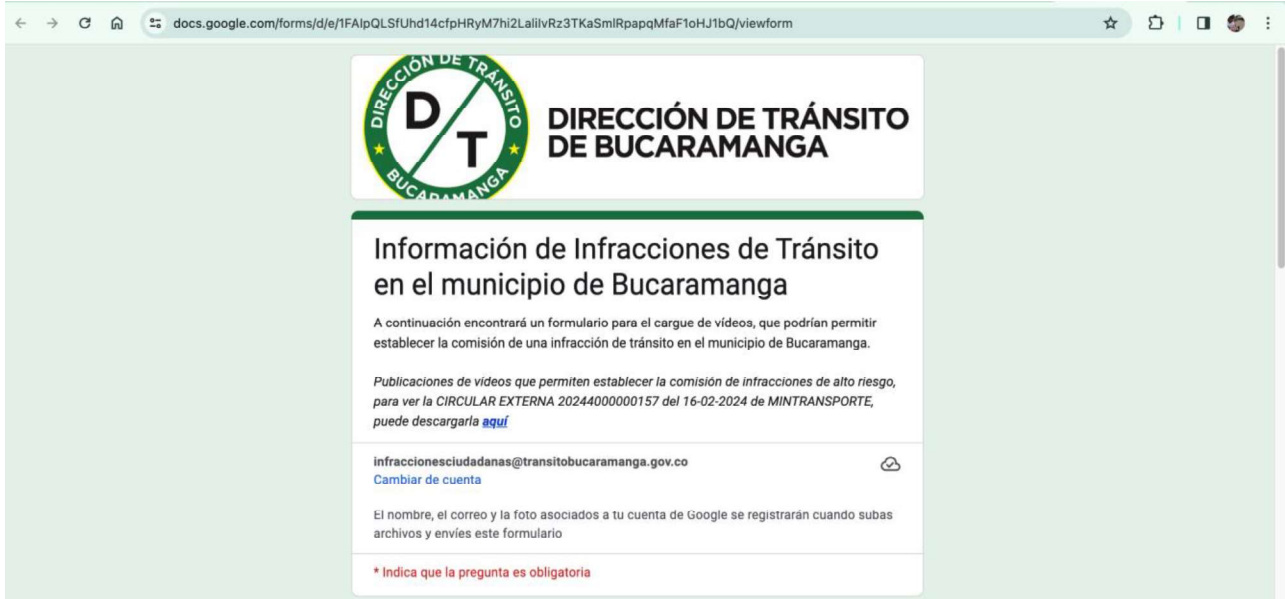 docs.google.com/forms/d/e/1FAIpQLSfUhd14cfpHRyM7hi2LaliIvRz3TKaSmlRpapqMfaF1oHJ1bQ/viewform
DIRECCIÓN DE TRÁNSITO
D/T
BUCARAMANGA
DIRECCIÓN DE TRÁNSITO
DE BUCARAMANGA
Información de Infracciones de Tránsito
en el municipio de Bucaramanga
A continuación encontrará un formulario para el cargue de vídeos, que podrían permitir
establecer la comisión de una infracción de tránsito en el municipio de Bucaramanga.
Publicaciones de vídeos que permiten establecer la comisión de infracciones de alto riesgo,
para ver la CIRCULAR EXTERNA 20244000000157 del 16-02-2024 de MINTRANSPORTE,
puede descargarla aquí
infraccionesciudadanas@transitobucaramanga.gov.co
Cambiar de cuenta
El nombre, el correo y la foto asociados a tu cuenta de Google se registrarán cuando subas
archivos y envíes este formulario
* Indica que la pregunta es obligatoria